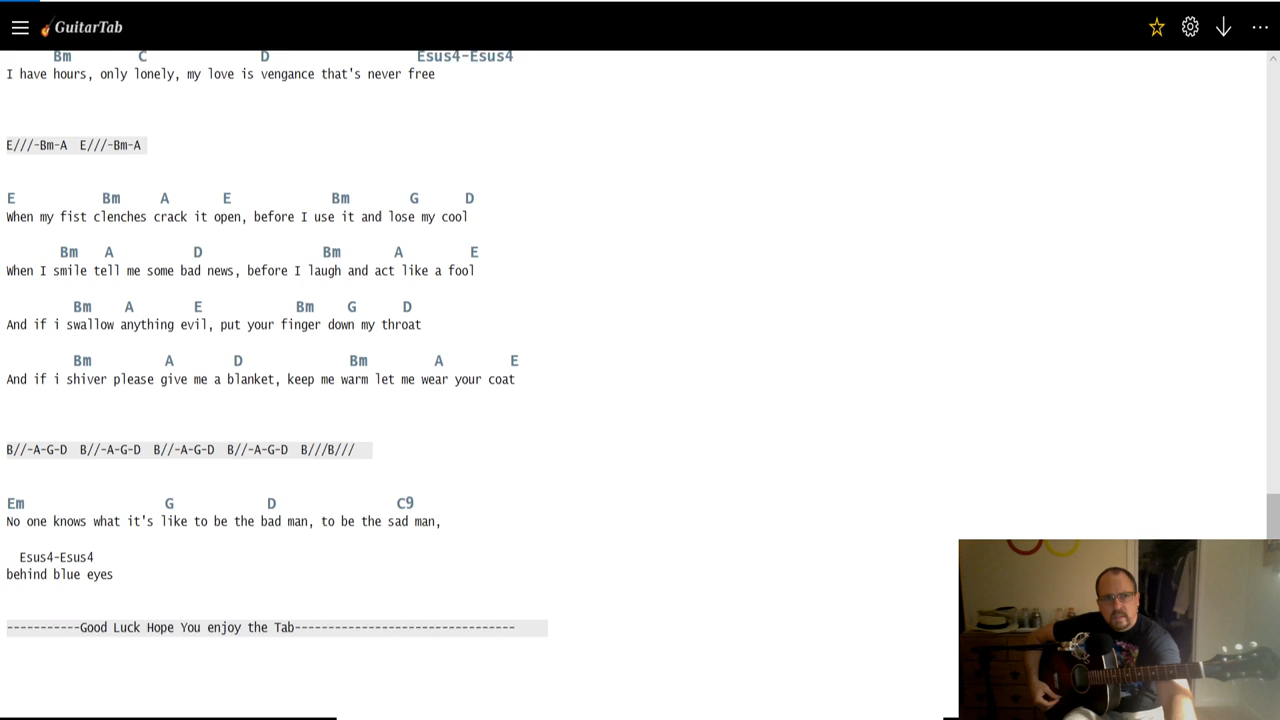 GuitarTab
Bm C D Esus4-Esus4
I have hours, only lonely, my love is vengance that's never free
E///-Bm-A E///-Bm-A
E Bm A E Bm G D
When my fist clenches crack it open, before I use it and lose my cool
Bm A D Bm A E
When I smile tell me some bad news, before I laugh and act like a fool
Bm A E Bm G D
And if i swallow anything evil, put your finger down my throat
Bm A D Bm A E
And if i shiver please give me a blanket, keep me warm let me wear your coat
B//-A-G-D B//-A-G-D B//-A-G-D B//-A-G-D B///B///
Em G D C9
No one knows what it's like to be the bad man, to be the sad man,
Esus4-Esus4
behind blue eyes
-----------Good Luck Hope You enjoy the Tab---------------------------------